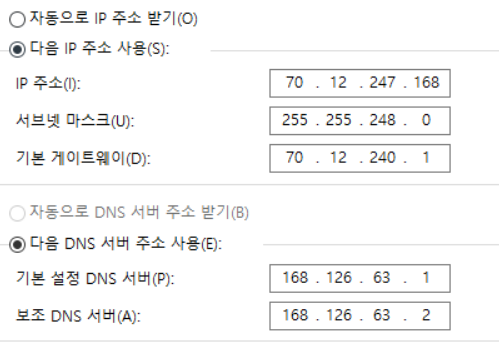 자동으로 IP 주소 받기(O)
다음 IP 주소 사용(S):
IP 주소(I): 70 . 12 . 247 . 168
서브넷 마스크(U): 255 . 255 . 248 . 0
기본 게이트웨이(D): 70 . 12 . 240 . 1
자동으로 DNS 서버 주소 받기(B)
다음 DNS 서버 주소 사용(E):
기본 설정 DNS 서버(P): 168 . 126 . 63 . 1
보조 DNS 서버(A): 168 . 126 . 63 . 2